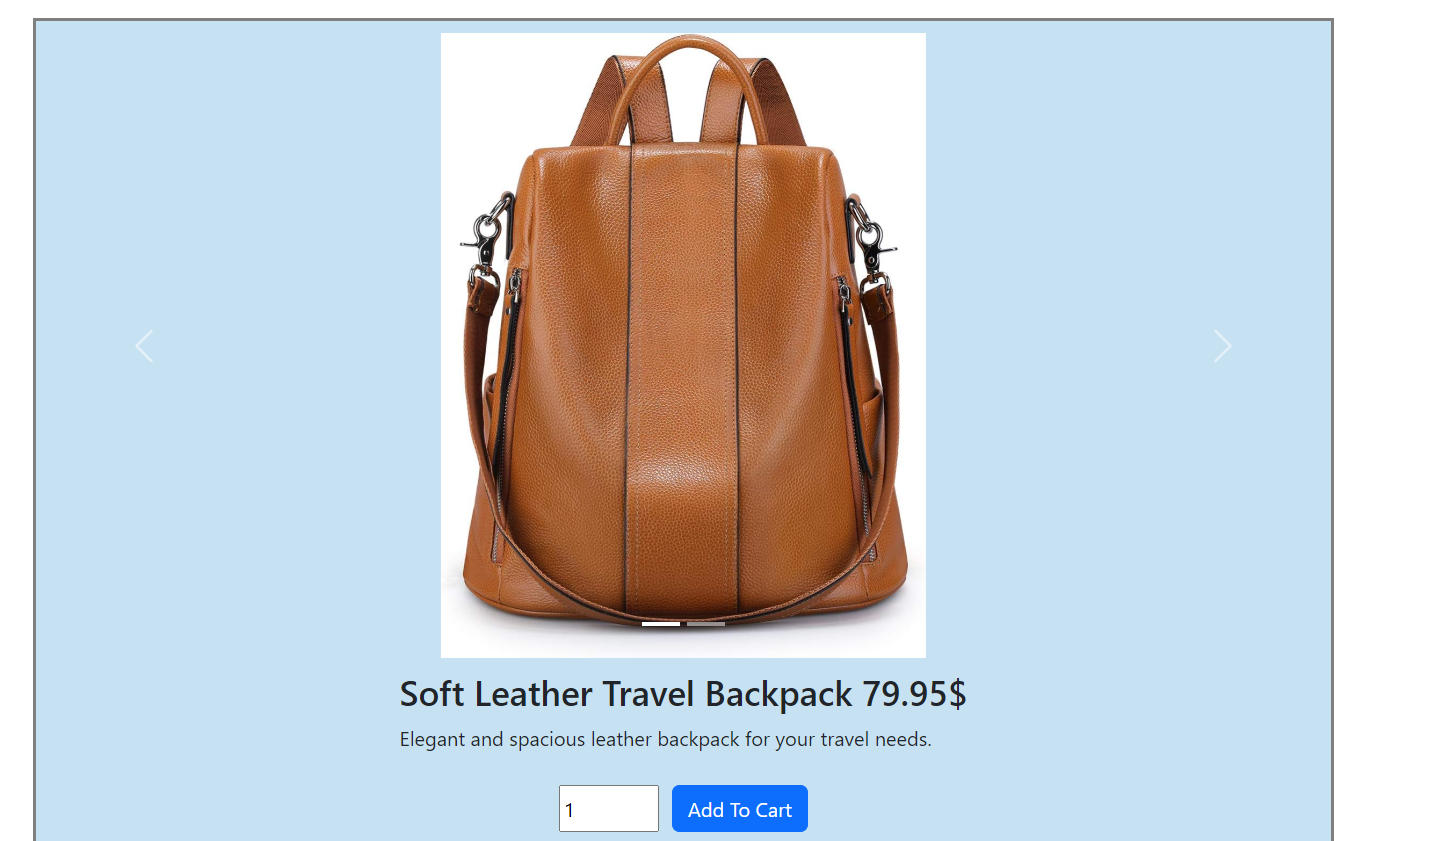 Soft Leather Travel Backpack 79.95$
Elegant and spacious leather backpack for your travel needs.
1
Add To Cart